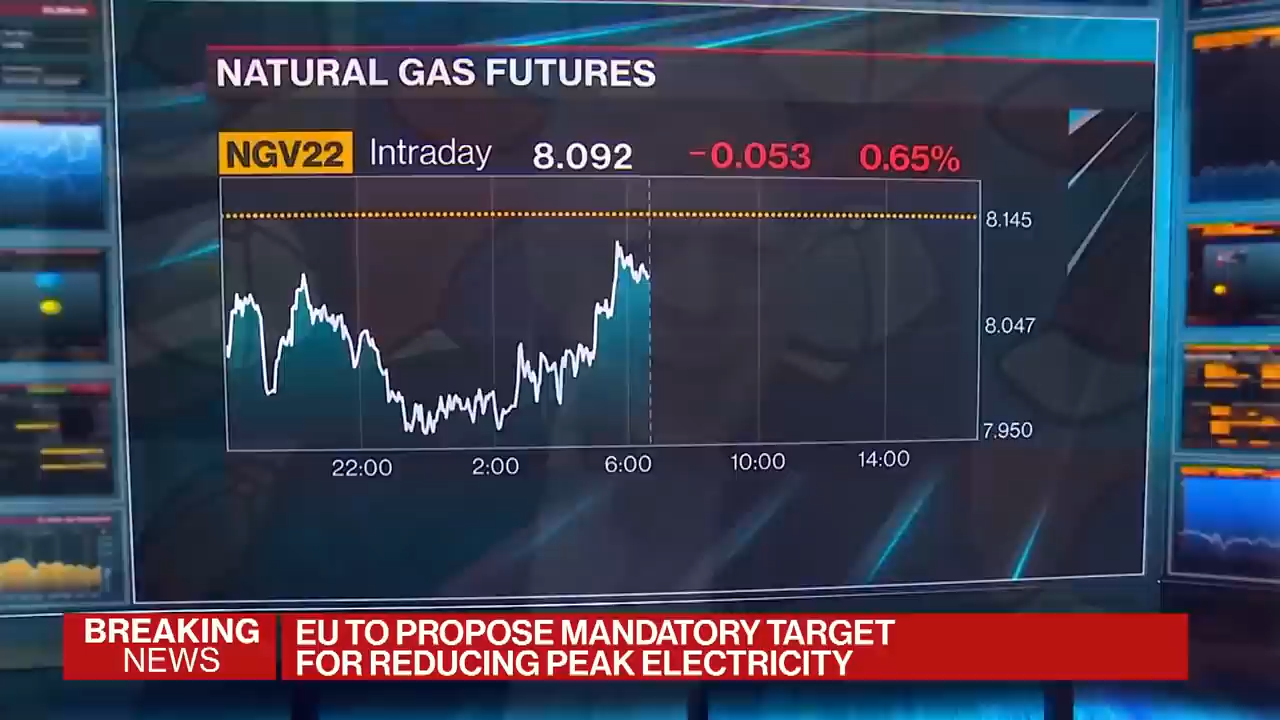 NATURAL GAS FUTURES
NGV22 Intraday 8.092 -0.053 0.65%
8.145
8.047
7.950
22:00 2:00 6:00 10:00 14:00
BREAKING NEWS
EU TO PROPOSE MANDATORY TARGET
FOR REDUCING PEAK ELECTRICITY